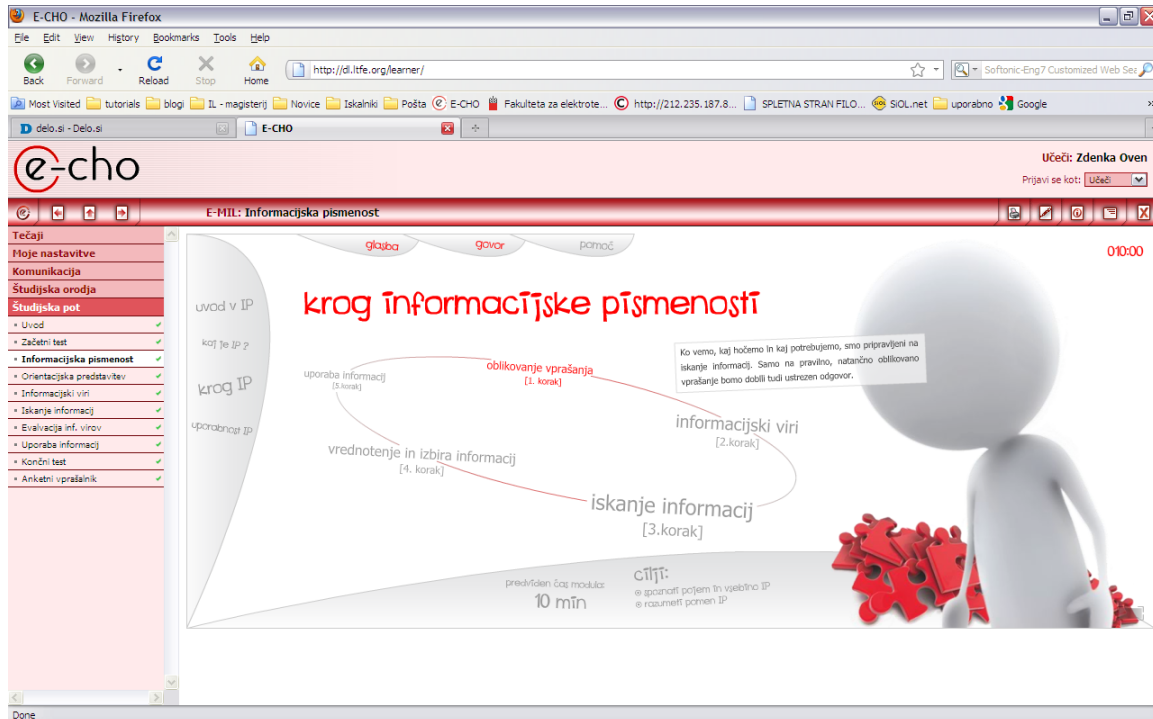 E-CHO - Mozilla Firefox
File Edit View History Bookmarks Tools Help
Back Forward Reload Stop Home http://dl.ltfe.org/learner/ Softonic-Eng7 Customized Web
Most Visited tutorials blogi IL - magisterij Novice Iskalniki Pošta E-CHO Fakulteta za elektrote... http://212.235.187.8... SPLETNA STRAN FILO... SiOL.net uporabno Google »
delo.si - Delo.si E-CHO
e-cho
Učeči: Zdenka Oven
Prijavi se kot: Učeči
E-MIL: Informacijska pismenost
Tečaji
Moje nastavitve
Komunikacija
Študijska orodja
Študijska pot
Uvod
Začetni test
Informacijska pismenost
Orientacijska predstavitev
Informacijski viri
Iskanje informacij
Evalvacija inf. virov
Uporaba informacij
Končni test
Anketni vprašalnik
glasba govor pomoč
010:00
uvod v IP
kaj je IP ?
krog IP
uporabnost IP
krog informacijske pismenosti
Ko vemo, kaj hočemo in kaj potrebujemo, smo pripravljeni na
iskanje informacij. Samo na pravilno, natančno oblikovano
vprašanje bomo dobili tudi ustrezen odgovor.
oblikovanje vprašanja
[1. korak]
informacijski viri
[2.korak]
iskanje informacij
[3.korak]
vrednotenje in izbira informacij
[4. korak]
uporaba informacij
[5.korak]
predviden čas modula:
10 min
cilji:
spoznati pojem in vsebino IP
razumeti pomen IP
Done